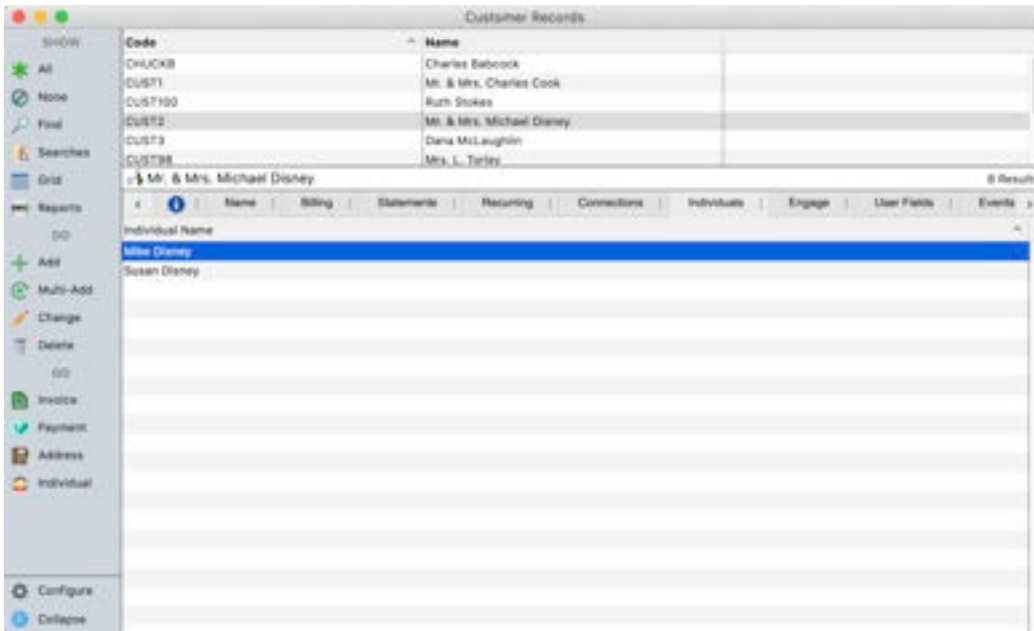 Customer Records
SHOW
All
None
Find
Searches
Grid
Reports
DO
Add
Multi-Add
Change
Delete
GO
Invoice
Payment
Address
Individual
Configure
Collapse
Code Name
CHUCKB Charles Babcock
CUST1 Mr. & Mrs. Charles Cook
CUST100 Ruth Stokes
CUST2 Mr. & Mrs. Michael Disney
CUST3 Dana McLaughlin
CUST98 Mrs. L. Torley
Mr. & Mrs. Michael Disney 8 Result
Name Billing Statements Recurring Connections Individuals Engage User Fields Events
Individual Name
Mike Disney
Susan Disney